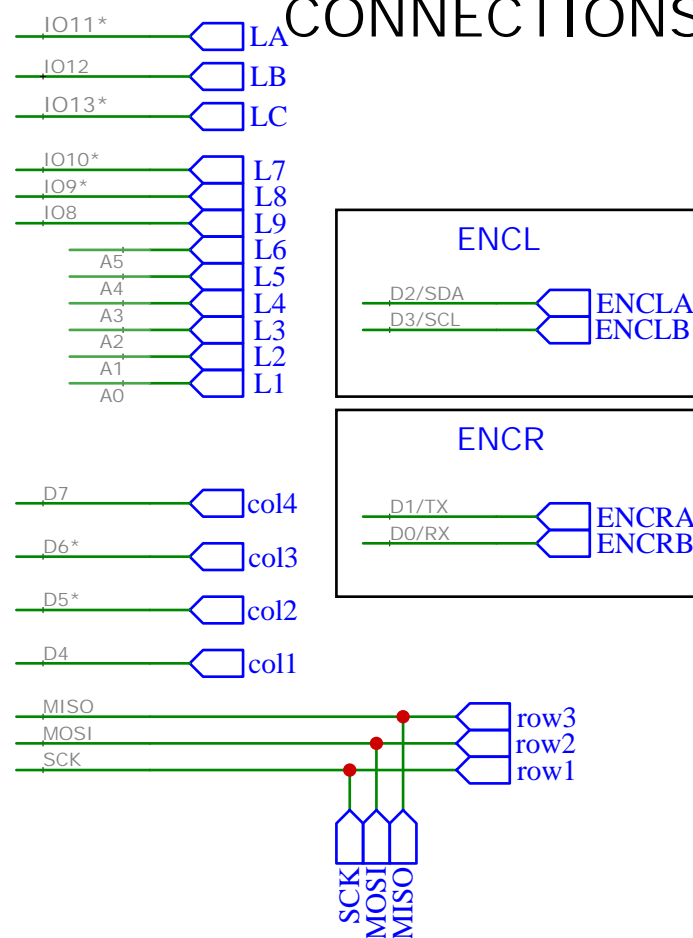 CONNECTIONS
IO11* LA
IO12 LB
IO13* LC
IO10* L7
IO9* L8
IO8 L9
L6
A5 L5
A4 L4
A3 L3
A2 L2
A1 L1
A0
ENCL
D2/SDA ENCLA
D3/SCL ENCLB
ENCR
D1/TX ENCRA
D0/RX ENCRB
D7 col4
D6* col3
D5* col2
D4 col1
MISO row3
MOSI row2
SCK row1
SCK
MOSI
MISO